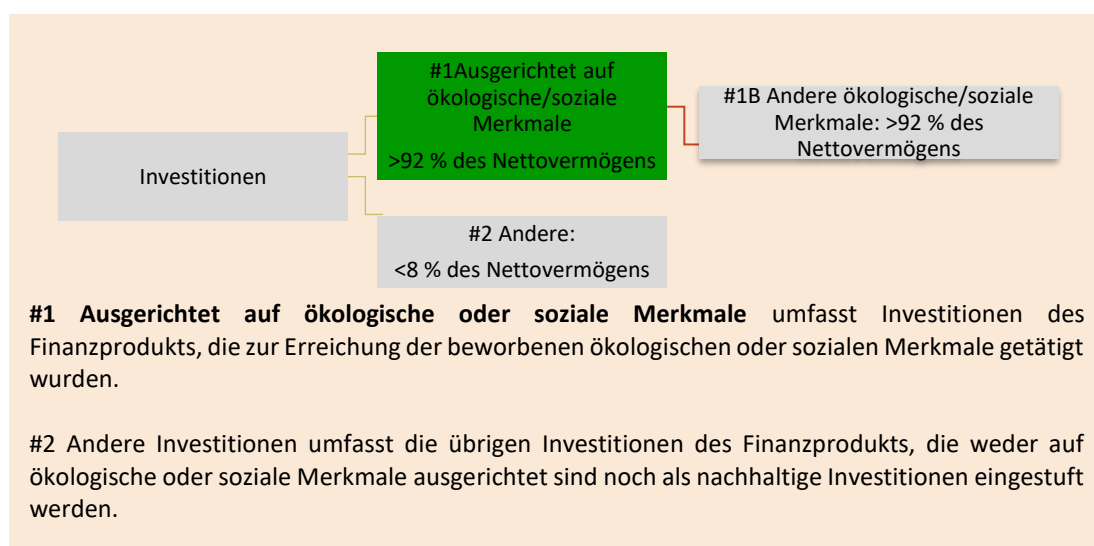 #1Ausgerichtet auf
ökologische/soziale
Merkmale
>92 % des Nettovermögens
#1B Andere ökologische/soziale
Merkmale: >92 % des
Nettovermögens
Investitionen
#2 Andere:
<8 % des Nettovermögens
#1 Ausgerichtet auf ökologische oder soziale Merkmale umfasst Investitionen des
Finanzprodukts, die zur Erreichung der beworbenen ökologischen oder sozialen Merkmale getätigt
wurden.
#2 Andere Investitionen umfasst die übrigen Investitionen des Finanzprodukts, die weder auf
ökologische oder soziale Merkmale ausgerichtet sind noch als nachhaltige Investitionen eingestuft
werden.